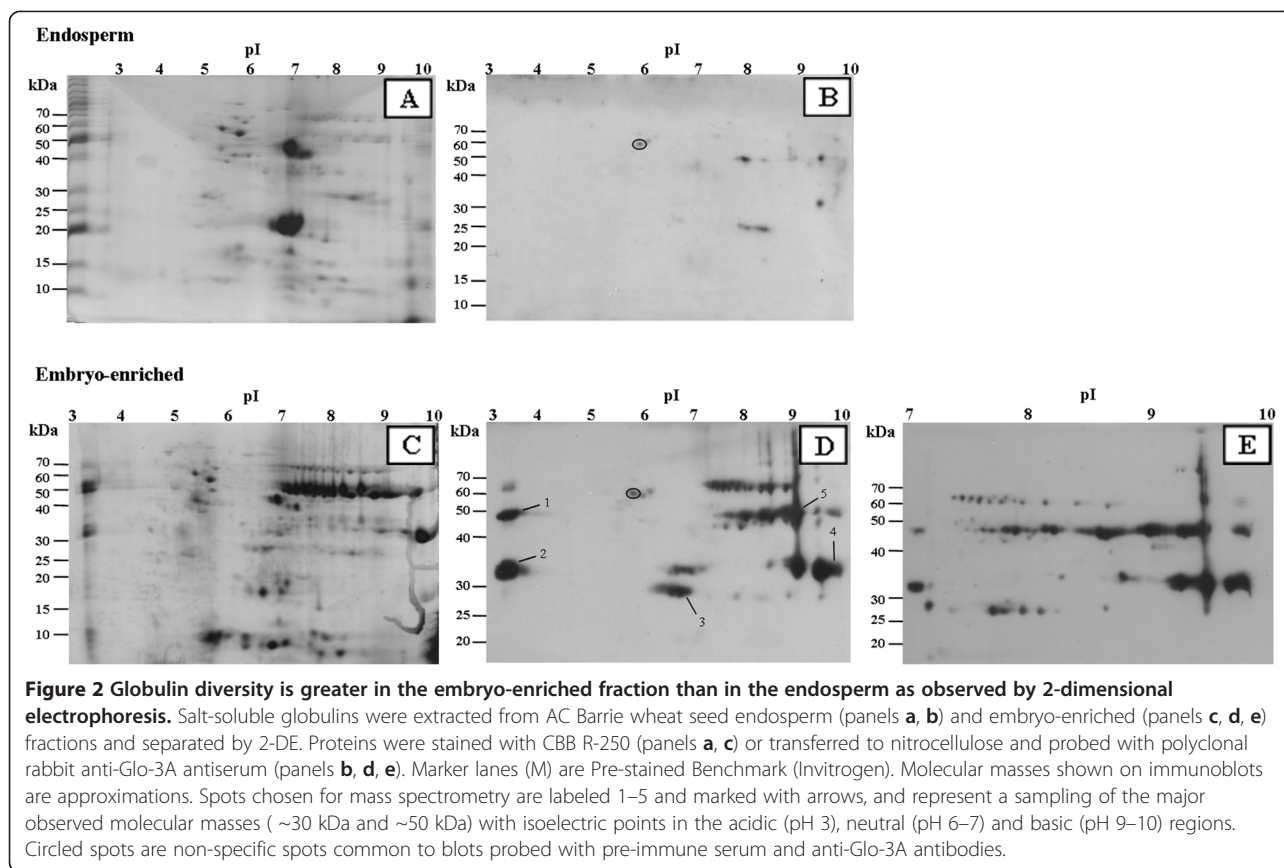 Endosperm
pI
3 4 5 6 7 8 9 10
kDa
70
60
50
40
30
25
20
15
10
A
3 4 5 6 7 8 9 10
kDa
70
60
50
40
30
25
20
15
10
B
Embryo-enriched
pI
3 4 5 6 7 8 9 10
kDa
70
60
50
40
30
25
20
15
10
C
3 4 5 6 7 8 9 10
kDa
70
60
50
40
30
25
20
1
2
3
4
5
D
pI
7 8 9 10
kDa
70
60
50
40
30
25
20
E
Figure 2 Globulin diversity is greater in the embryo-enriched fraction than in the endosperm as observed by 2-dimensional
electrophoresis. Salt-soluble globulins were extracted from AC Barrie wheat seed endosperm (panels a, b) and embryo-enriched (panels c, d, e)
fractions and separated by 2-DE. Proteins were stained with CBB R-250 (panels a, c) or transferred to nitrocellulose and probed with polyclonal
rabbit anti-Glo-3A antiserum (panels b, d, e). Marker lanes (M) are Pre-stained Benchmark (Invitrogen). Molecular masses shown on immunoblots
are approximations. Spots chosen for mass spectrometry are labeled 1–5 and marked with arrows, and represent a sampling of the major
observed molecular masses ( ~30 kDa and ~50 kDa) with isoelectric points in the acidic (pH 3), neutral (pH 6–7) and basic (pH 9–10) regions.
Circled spots are non-specific spots common to blots probed with pre-immune serum and anti-Glo-3A antibodies.